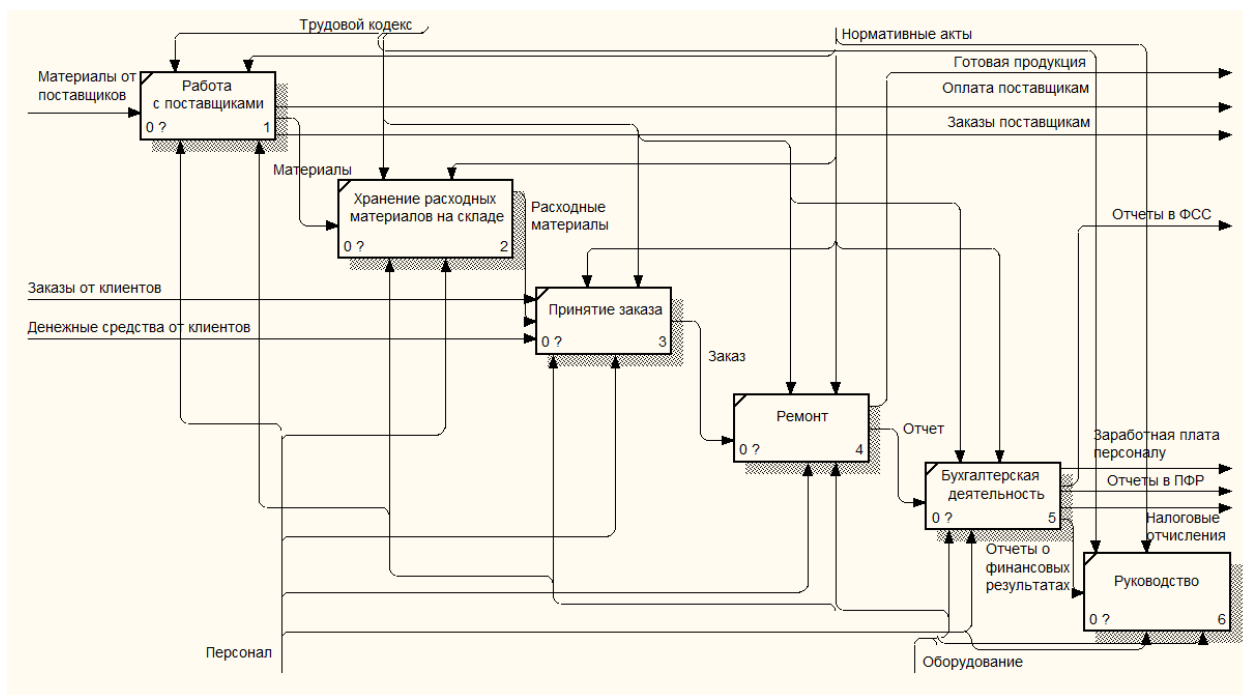 Трудовой кодекс
Нормативные акты
Готовая продукция
Материалы от
поставщиков
Работа
с поставщиками
0 ?
1
Оплата поставщикам
Заказы поставщикам
Материалы
Хранение расходных
материалов на складе
0 ?
2
Расходные
материалы
Отчеты в ФСС
Заказы от клиентов
Денежные средства от клиентов
Принятие заказа
0 ?
3
Заказ
Ремонт
0 ?
4
Отчет
Заработная плата
персоналу
Бухгалтерская
деятельность
0 ?
5
Отчеты в ПФР
Налоговые
отчисления
Отчеты о
финансовых
результатах
Руководство
0 ?
6
Персонал
Оборудование